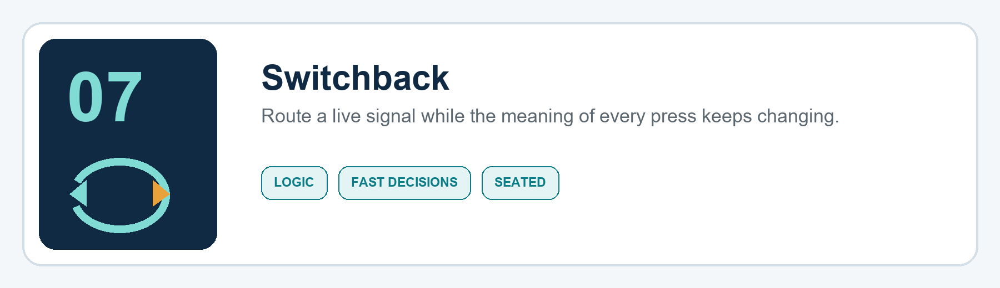 07
Switchback
Route a live signal while the meaning of every press keeps changing.
LOGIC
FAST DECISIONS
SEATED